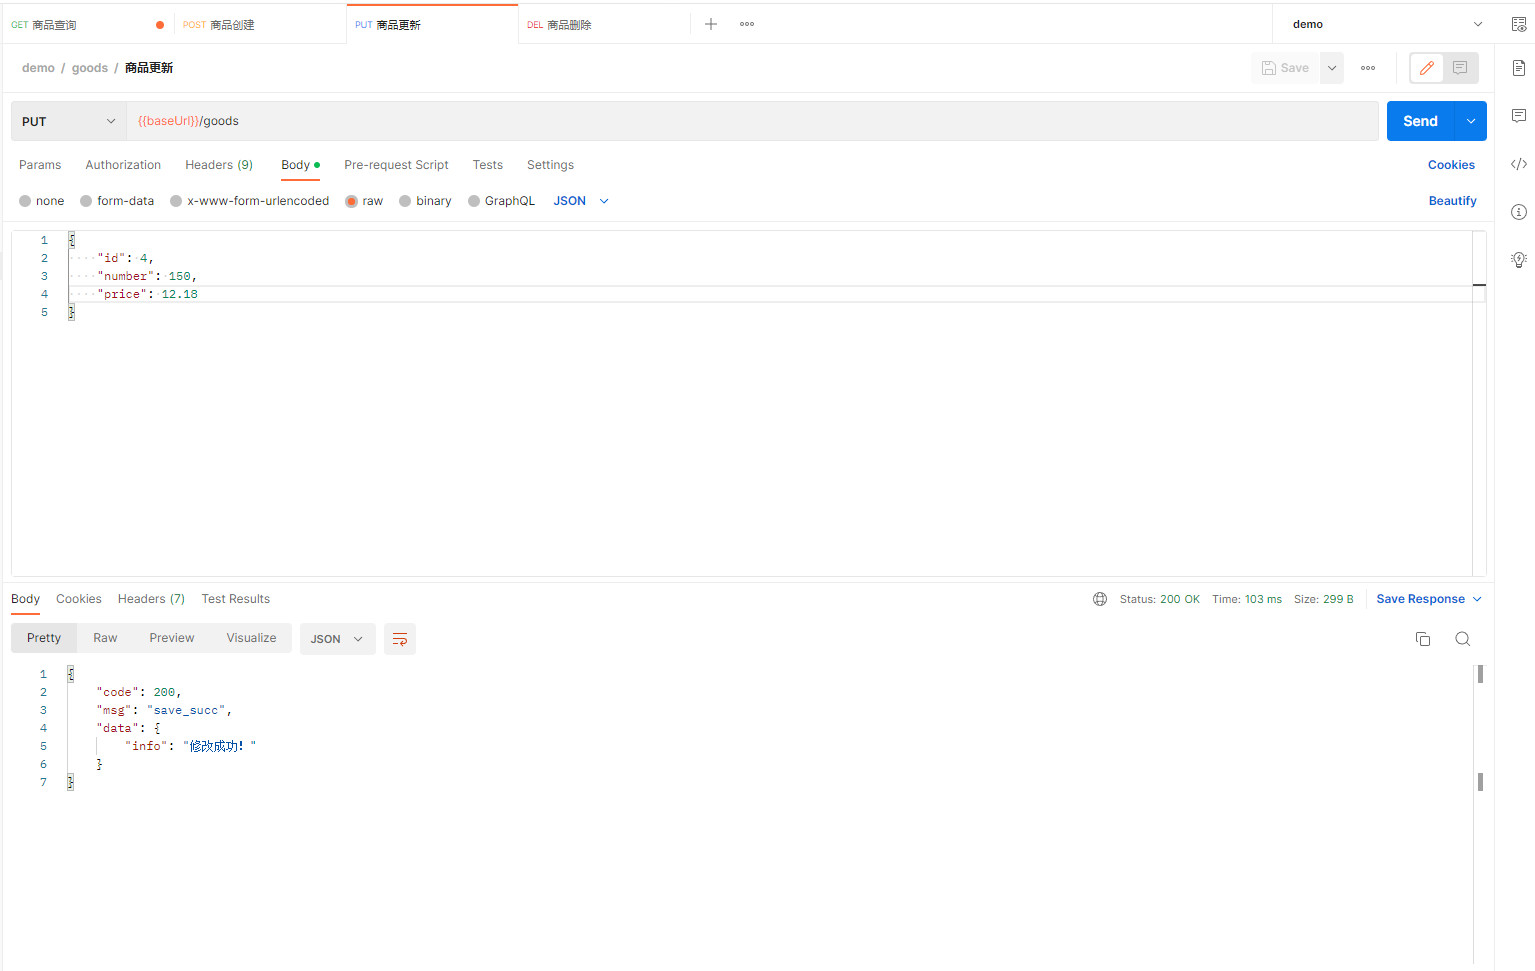 GET 商品查询 POST 商品创建 PUT 商品更新 DEL 商品删除 demo
demo / goods / 商品更新 Save
PUT {{baseUrl}}/goods Send
Params Authorization Headers (9) Body Pre-request Script Tests Settings Cookies
none form-data x-www-form-urlencoded raw binary GraphQL JSON Beautify
1 {
2 "id": 4,
3 "number": 150,
4 "price": 12.18
5 }
Body Cookies Headers (7) Test Results Status: 200 OK Time: 103 ms Size: 299 B Save Response
Pretty Raw Preview Visualize JSON
1 {
2 "code": 200,
3 "msg": "save_succ",
4 "data": {
5 "info": "修改成功！"
6 }
7 }